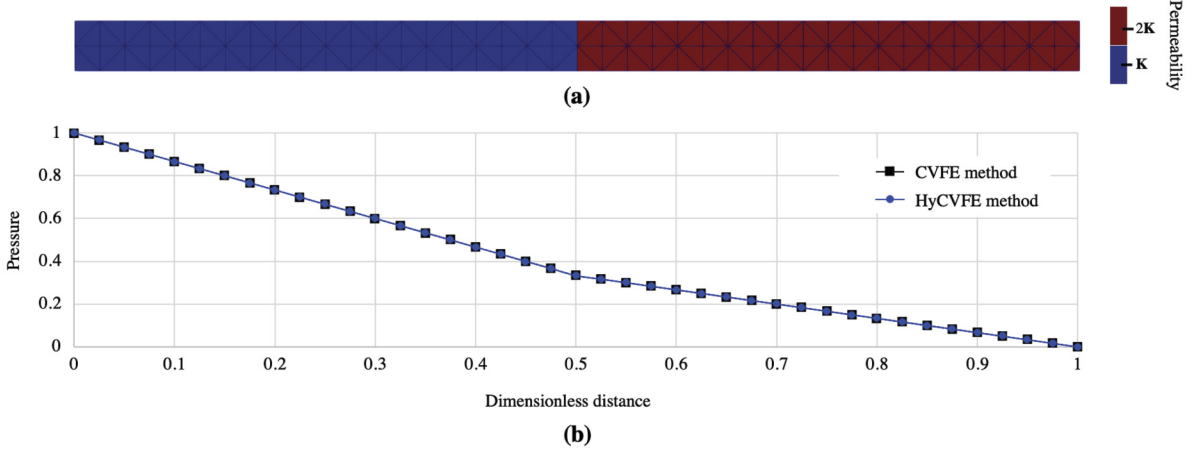 2K
K
Permeability
(a)
1
0.8
0.6
0.4
0.2
0
Pressure
CVFE method
HyCVFE method
0 0.1 0.2 0.3 0.4 0.5 0.6 0.7 0.8 0.9 1
Dimensionless distance
(b)